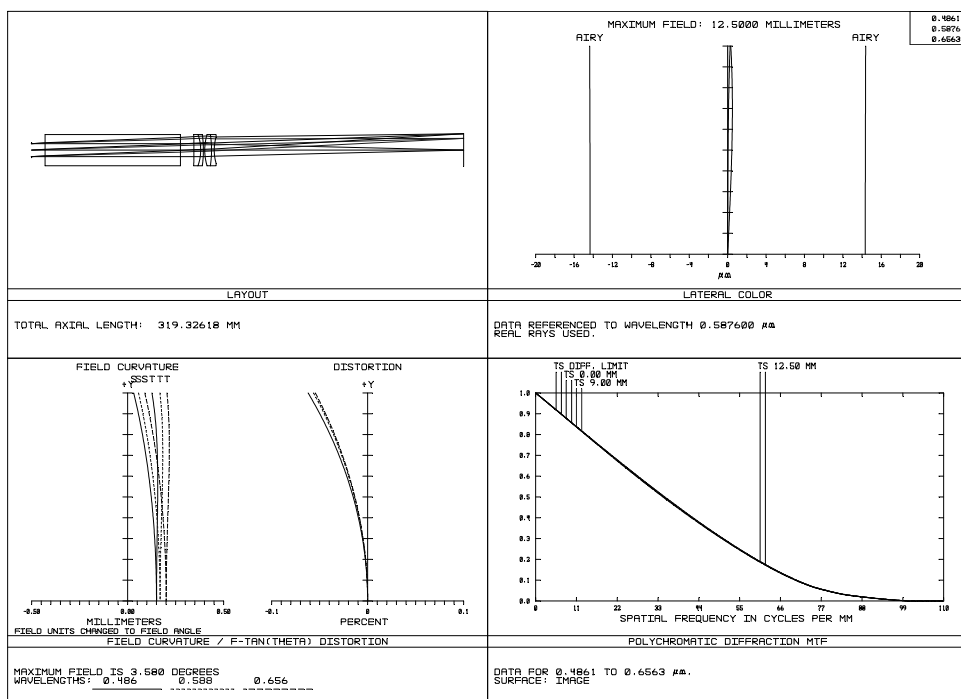 LAYOUT
TOTAL AXIAL LENGTH: 319.32618 MM
MAXIMUM FIELD: 12.5000 MILLIMETERS
0.4861
0.5876
0.6563
AIRY AIRY
-20 -16 -12 -8 -4 0 4 8 12 16 20
µm
LATERAL COLOR
DATA REFERENCED TO WAVELENGTH 0.587600 µm
REAL RAYS USED.
FIELD CURVATURE
SSSTTT
+Y
-0.50 0.00 0.50
MILLIMETERS
FIELD UNITS CHANGED TO FIELD ANGLE
DISTORTION
+Y
-0.1 0 0.1
PERCENT
FIELD CURVATURE / F-TAN(THETA) DISTORTION
MAXIMUM FIELD IS 3.580 DEGREES
WAVELENGTHS: 0.486 0.588 0.656
TS DIFF. LIMIT
TS 0.00 MM
TS 9.00 MM
TS 12.50 MM
1.0
0.9
0.8
0.7
0.6
0.5
0.4
0.3
0.2
0.1
0.0
0 11 22 33 44 55 66 77 88 99 110
SPATIAL FREQUENCY IN CYCLES PER MM
POLYCHROMATIC DIFFRACTION MTF
DATA FOR 0.4861 TO 0.6563 µm.
SURFACE: IMAGE